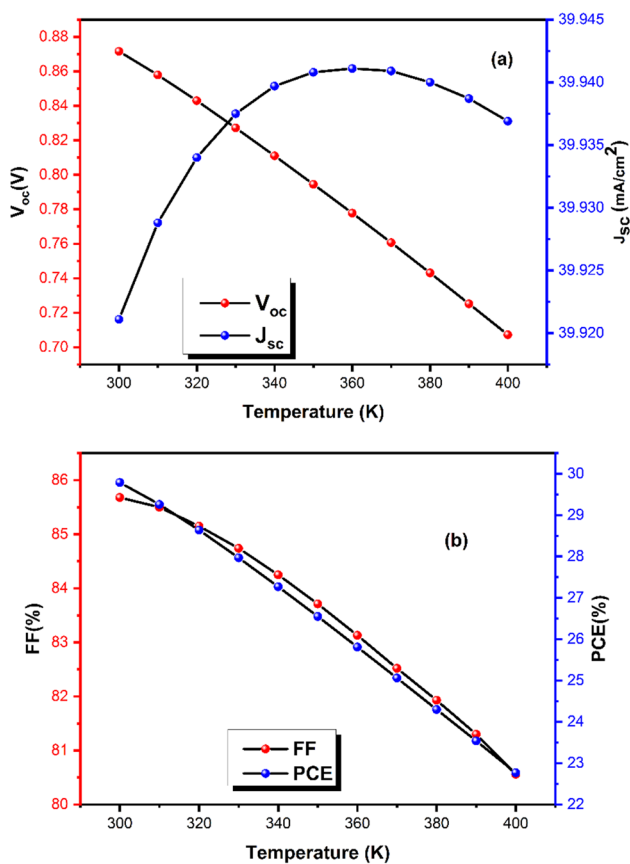 (a)
V_oc(V)
0.88
0.86
0.84
0.82
0.80
0.78
0.76
0.74
0.72
0.70
39.945
39.940
39.935
39.930
39.925
39.920
J_SC (mA/cm²)
V_oc
J_sc
300 320 340 360 380 400
Temperature (K)
(b)
FF(%)
86
85
84
83
82
81
80
30
29
28
27
26
25
24
23
22
PCE(%)
FF
PCE
300 320 340 360 380 400
Temperature (K)